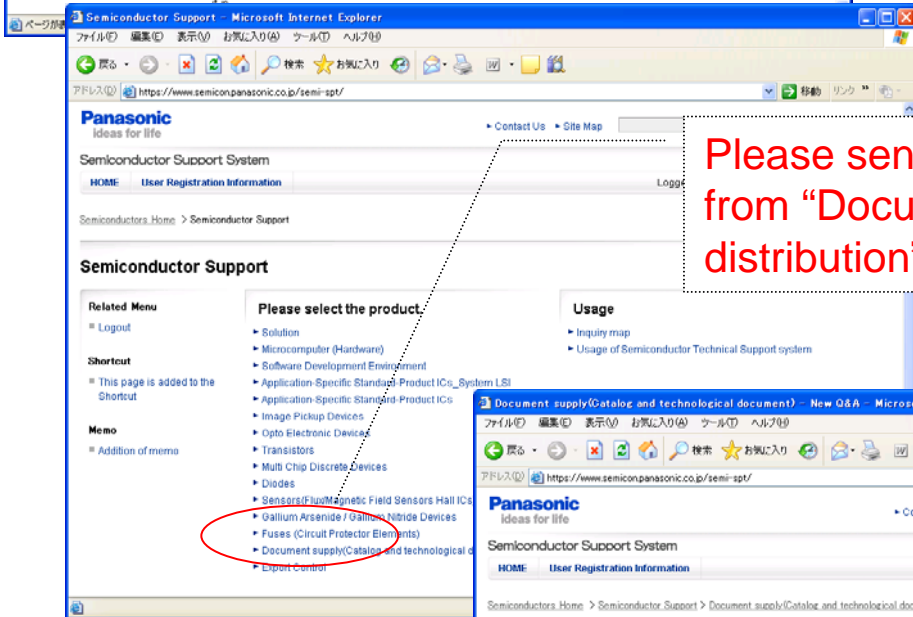 ページが表
Semiconductor Support - Microsoft Internet Explorer
ファイル(F) 編集(E) 表示(V) お気に入り(A) ツール(T) ヘルプ(H)
戻る 検索 お気に入り
アドレス(D) https://www.semicon.panasonic.co.jp/semi-spt/ 移動 リンク »
Panasonic
ideas for life
Contact Us Site Map
Semiconductor Support System
HOME User Registration Information Logge
Semiconductors Home > Semiconductor Support
Please sen
from “Docu
distribution”
Semiconductor Support
Related Menu
Logout
Shortcut
This page is added to the
Shortcut
Memo
Addition of memo
Please select the product.
Solution
Microcomputer (Hardware)
Software Development Environment
Application-Specific Standard-Product ICs_System LSI
Application-Specific Standard-Product ICs
Image Pickup Devices
Opto Electronic Devices
Transistors
Multi Chip Discrete Devices
Diodes
Sensors(Flux/Magnetic Field Sensors Hall ICs
Gallium Arsenide / Gallium Nitride Devices
Fuses (Circuit Protector Elements)
Document supply(Catalog and technological d
Export Control
Usage
Inquiry map
Usage of Semiconductor Technical Support system
Document supply(Catalog and technological document) - New Q&A - Micros
ファイル(F) 編集(E) 表示(V) お気に入り(A) ツール(T) ヘルプ(H)
戻る 検索 お気に入り
アドレス(D) https://www.semicon.panasonic.co.jp/semi-spt/
Panasonic
ideas for life
Co
Semiconductor Support System
HOME User Registration Information
Semiconductors Home > Semiconductor Support > Document supply(Catalog and technological doc